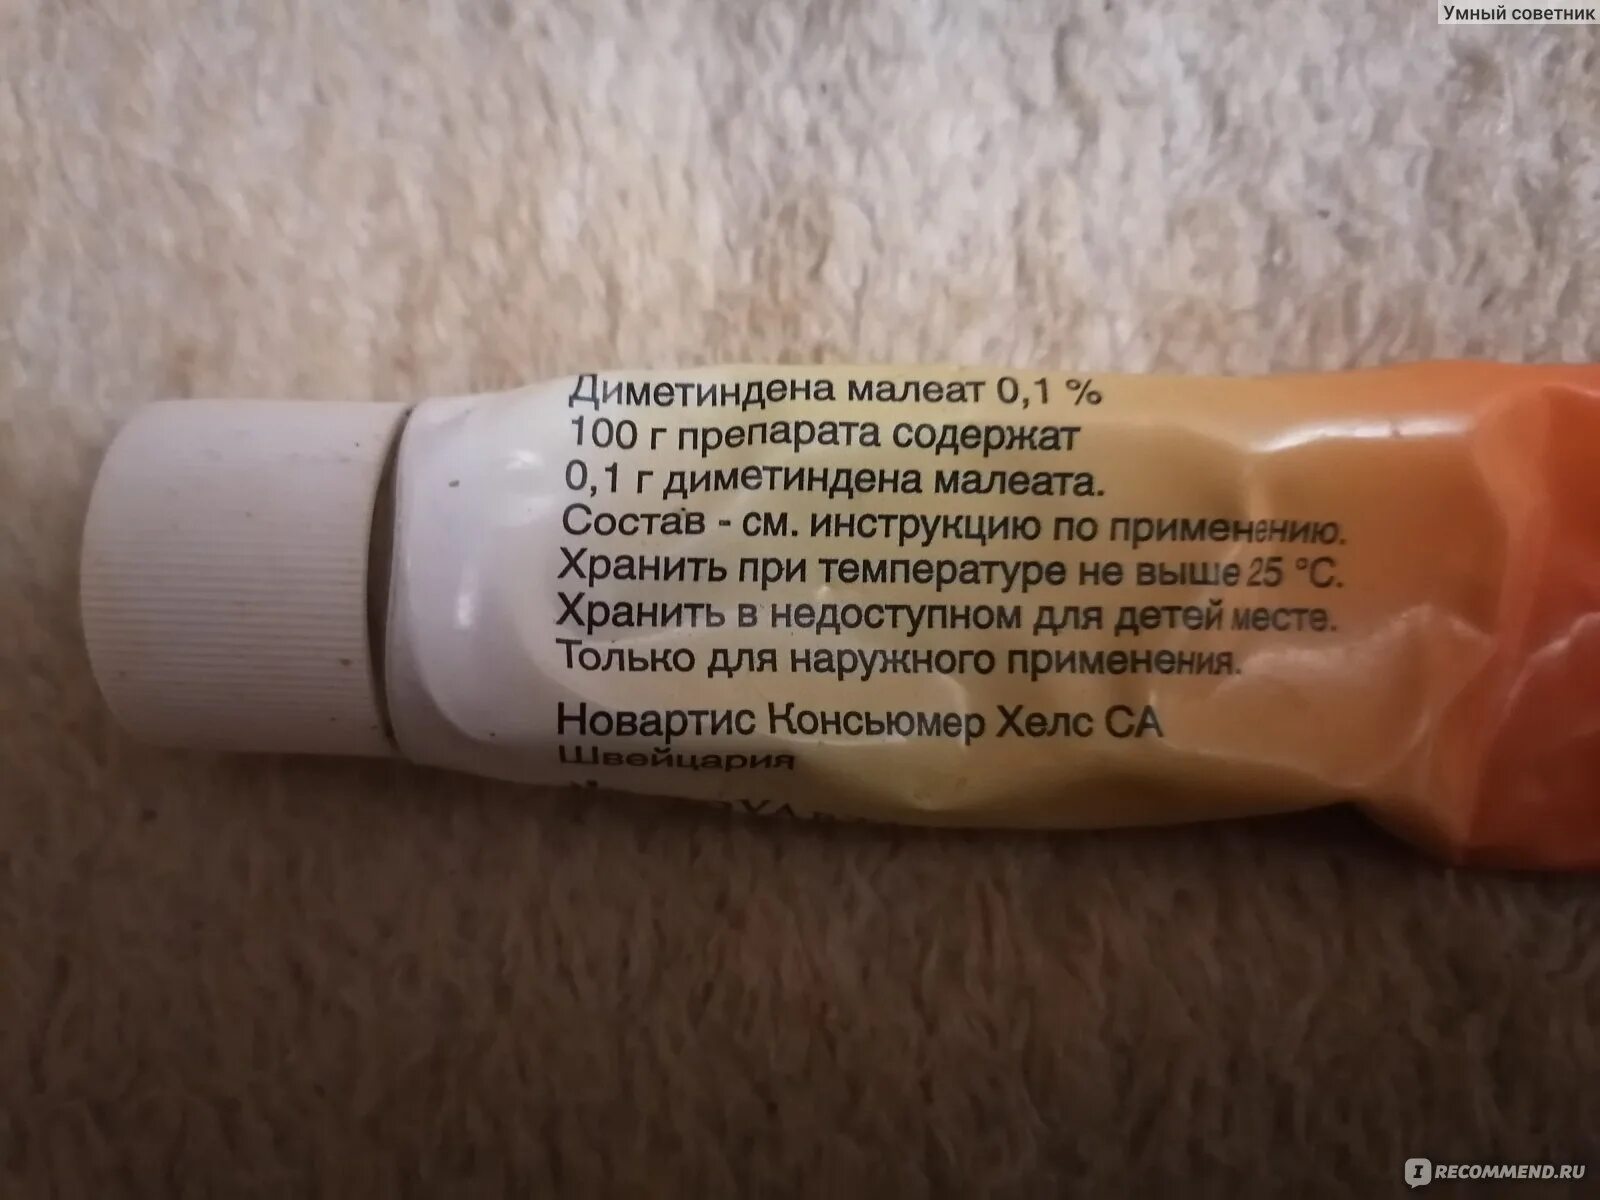 Умный советник
Диметиндена малеат 0,1 %
100 г препарата содержат
0,1 г диметиндена малеата.
Состав - см. инструкцию по применению.
Хранить при температуре не выше 25 °C.
Хранить в недоступном для детей месте.
Только для наружного применения.
Новартис Консьюмер Хелс СА
Швейцария
IRECOMMEND.RU